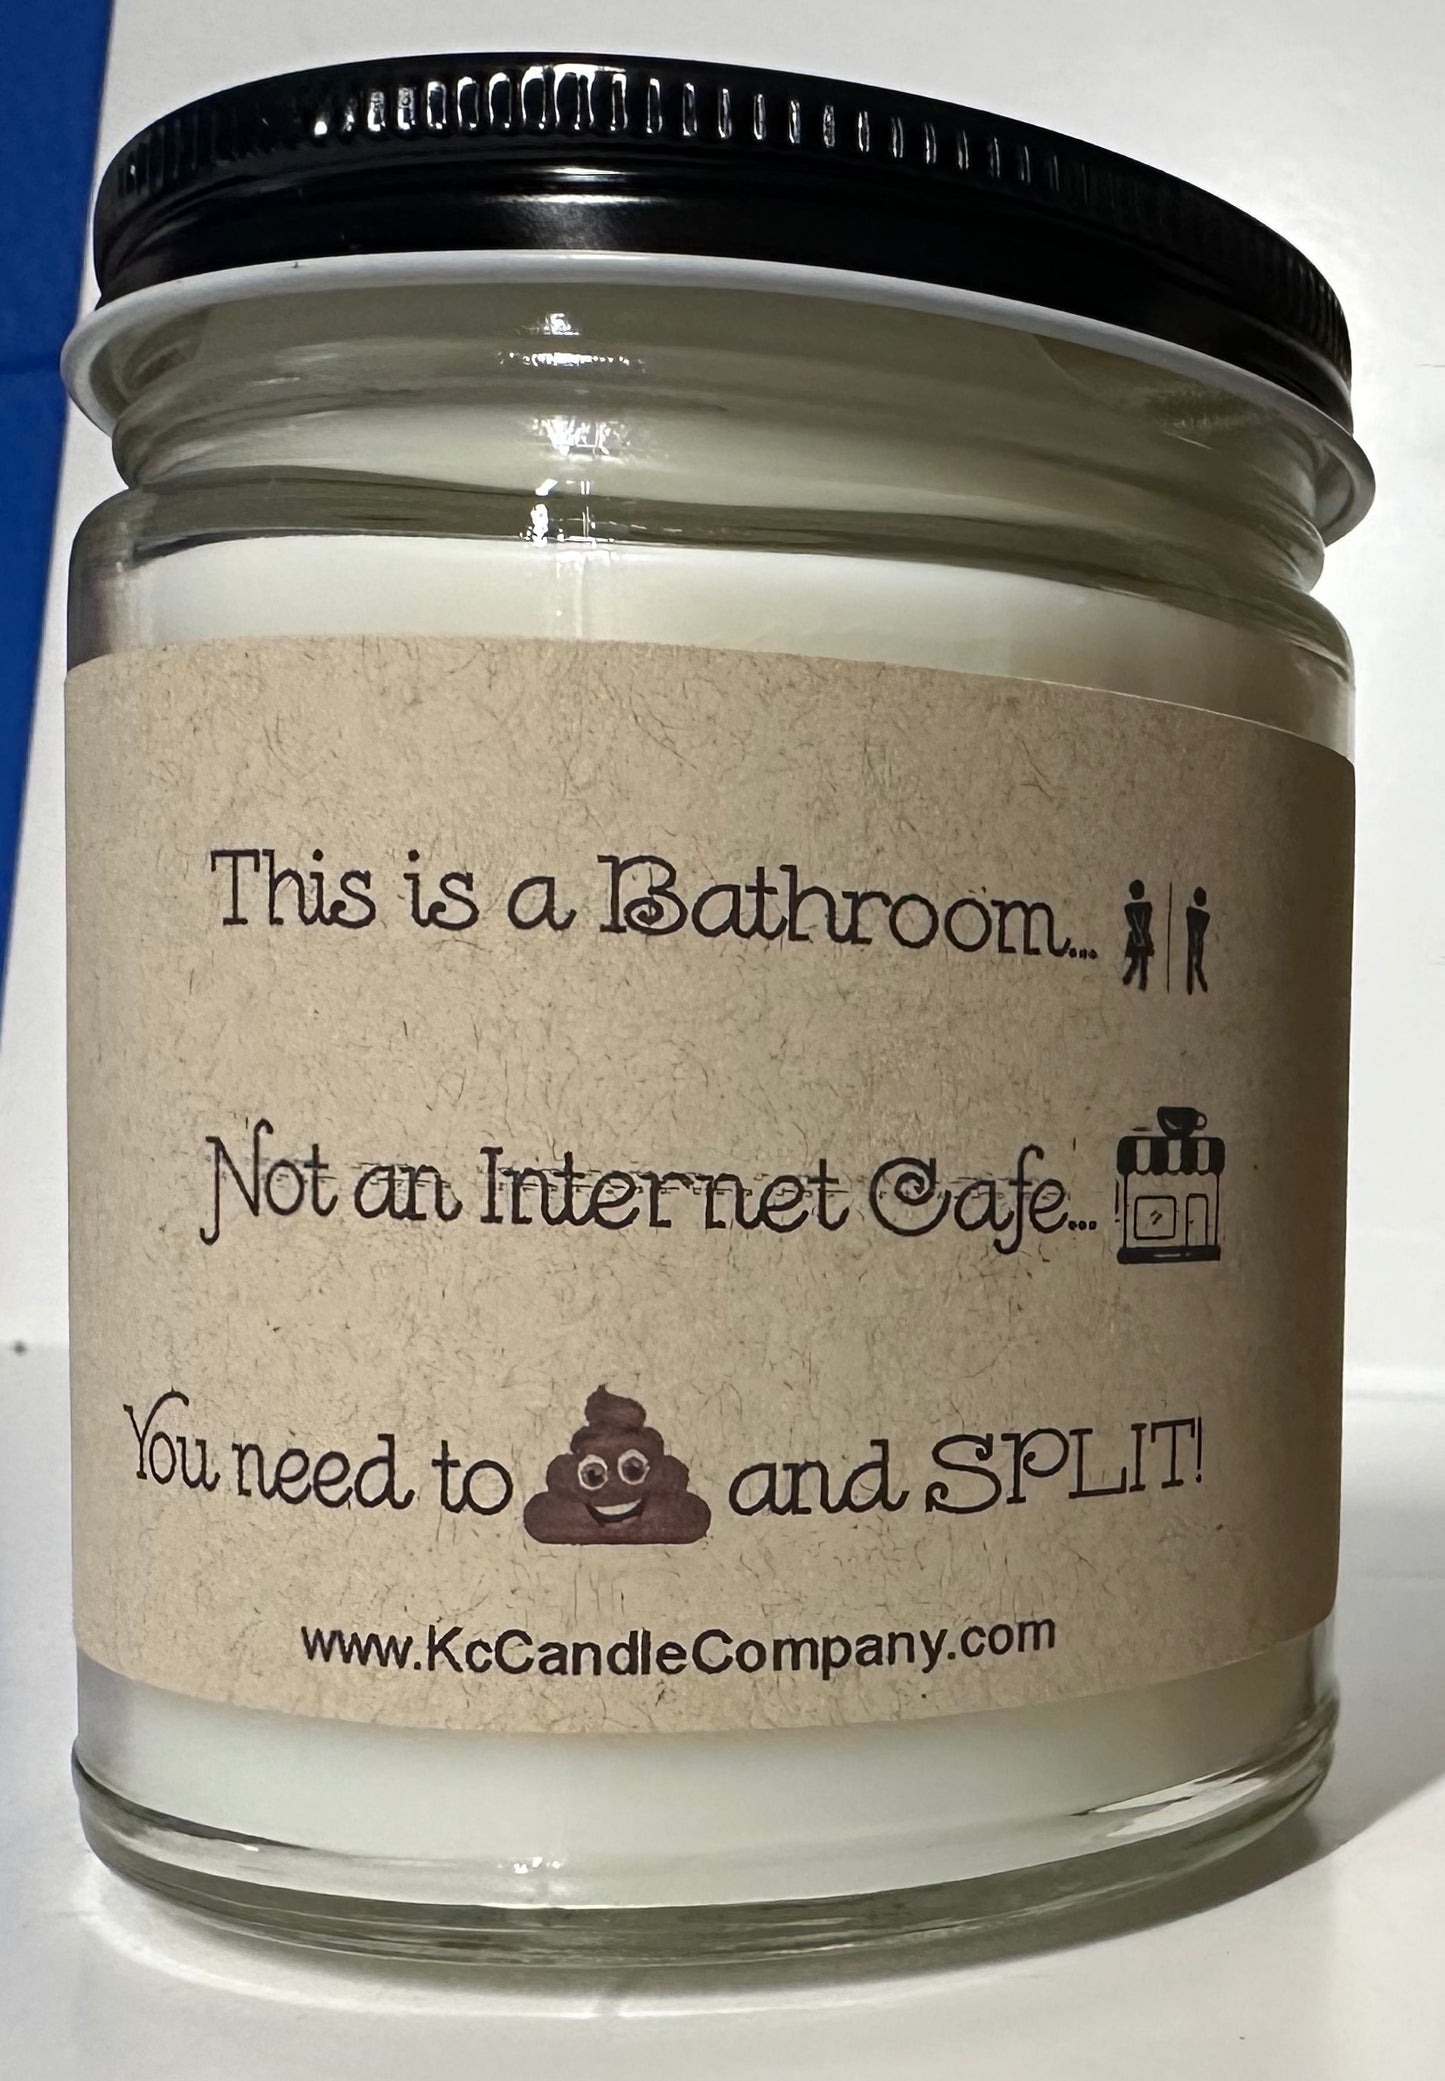 This is a Bathroom...
Not an Internet Cafe...
You need to 💩 and SPLIT!
www.KcCandleCompany.com